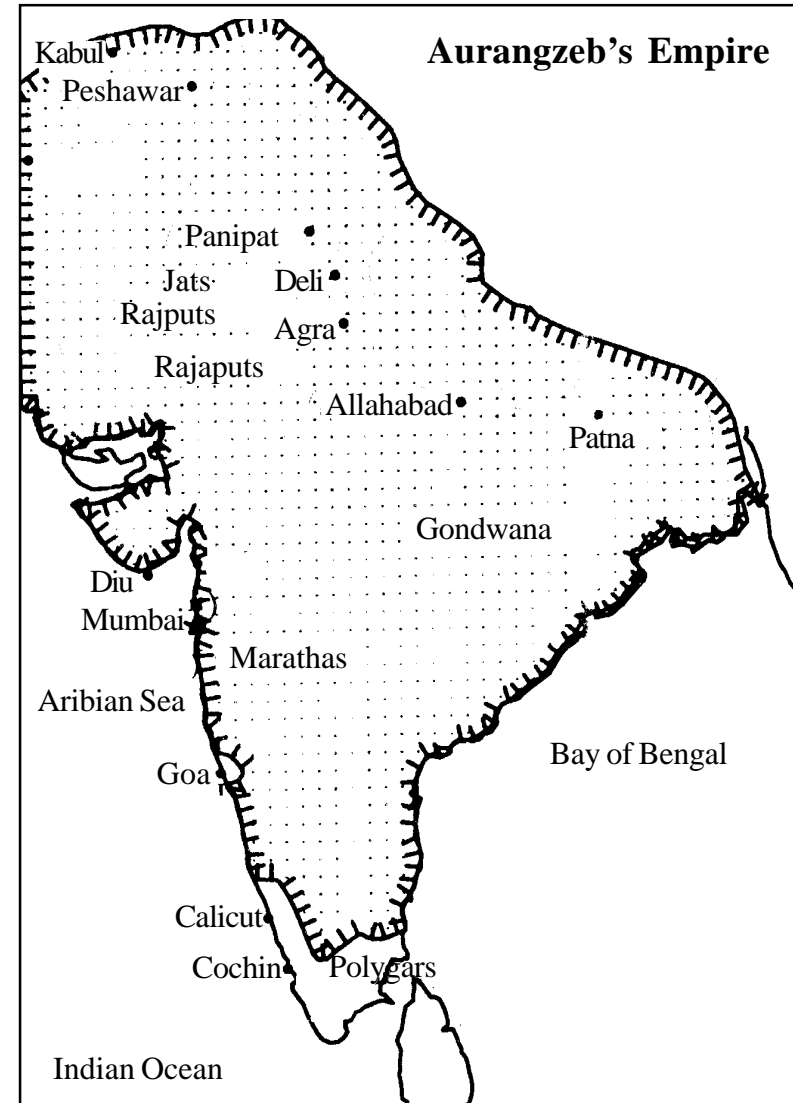 Aurangzeb's Empire
Kabul
Peshawar
Panipat
Jats
Deli
Rajputs
Agra
Rajaputs
Allahabad
Patna
Gondwana
Diu
Mumbai
Marathas
Aribian Sea
Bay of Bengal
Goa
Calicut
Cochin
Polygars
Indian Ocean